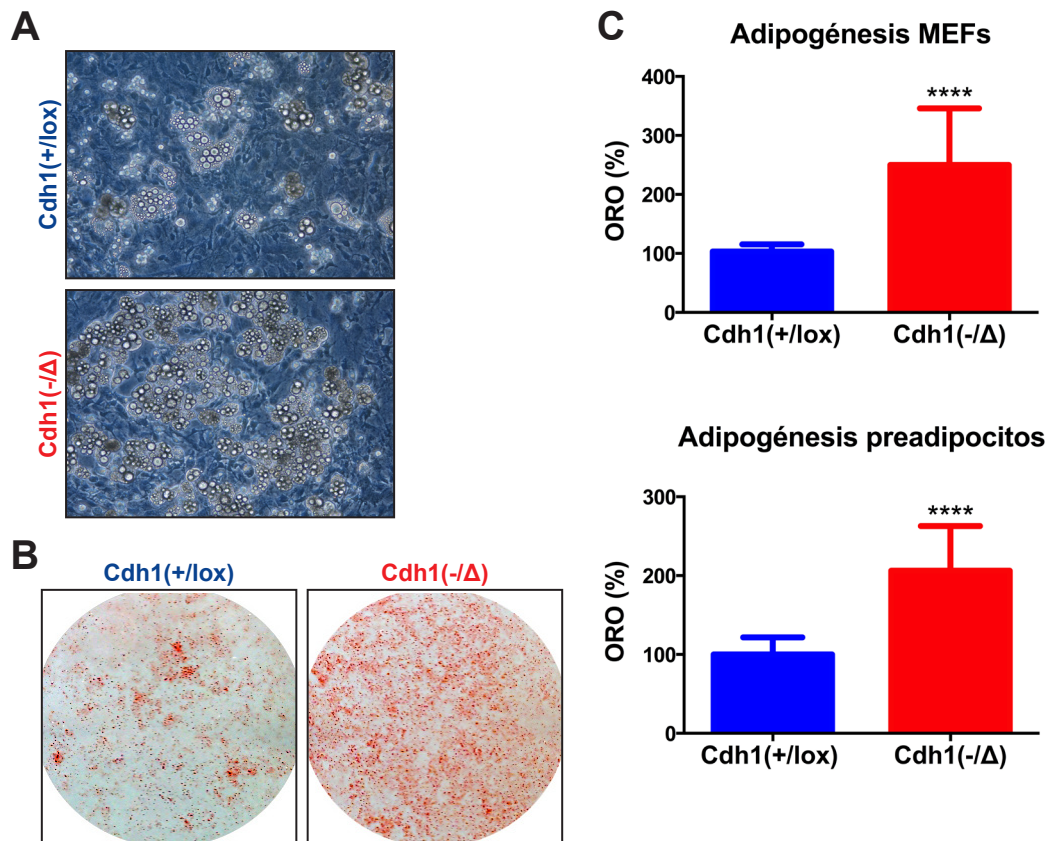 A
Cdh1(+/lox)
Cdh1(-/Δ)
B
Cdh1(+/lox)
Cdh1(-/Δ)
C
Adipogénesis MEFs
ORO (%)
400
300
200
100
0
****
Cdh1(+/lox)
Cdh1(-/Δ)
Adipogénesis preadipocitos
ORO (%)
300
200
100
0
****
Cdh1(+/lox)
Cdh1(-/Δ)